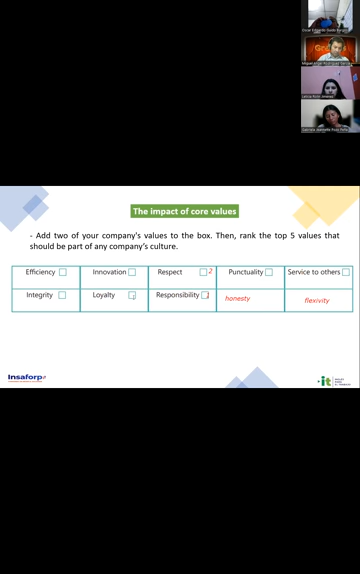 The impact of core values
- Add two of your company's values to the box. Then, rank the top 5 values that
should be part of any company's culture.
Efficiency Innovation Respect 2 Punctuality Service to others
Integrity Loyalty Responsibility honesty flexivity
Insaforp
it